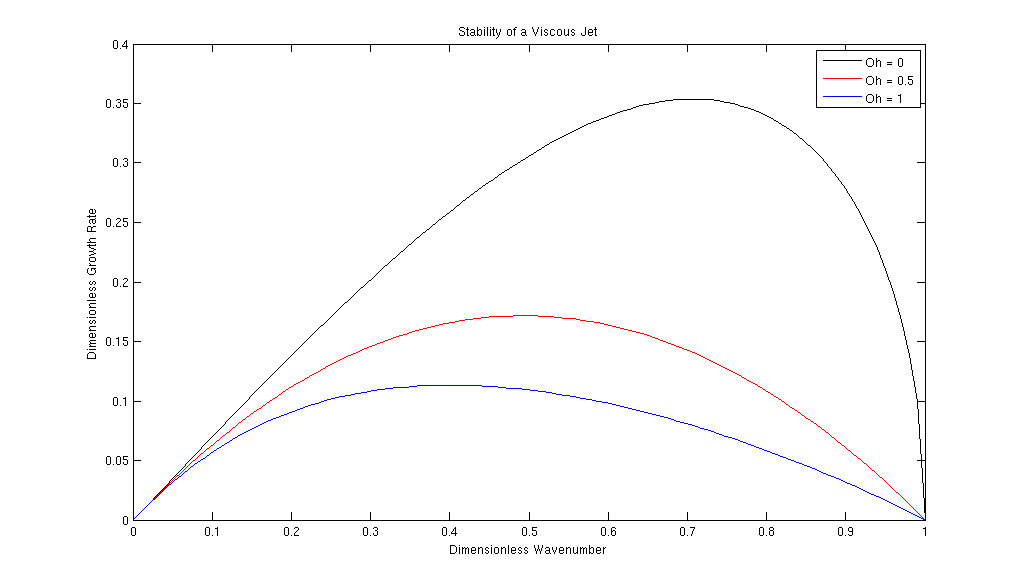 Stability of a Viscous Jet
Oh = 0
Oh = 0.5
Oh = 1
Dimensionless Growth Rate
0.4
0.35
0.3
0.25
0.2
0.15
0.1
0.05
0
0 0.1 0.2 0.3 0.4 0.5 0.6 0.7 0.8 0.9 1
Dimensionless Wavenumber